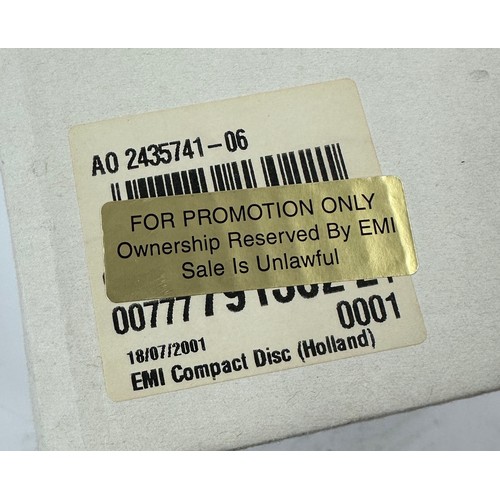 AO 2435741-06
FOR PROMOTION ONLY
Ownership Reserved By EMI
Sale Is Unlawful
0001
18/07/2001
EMI Compact Disc (Holland)